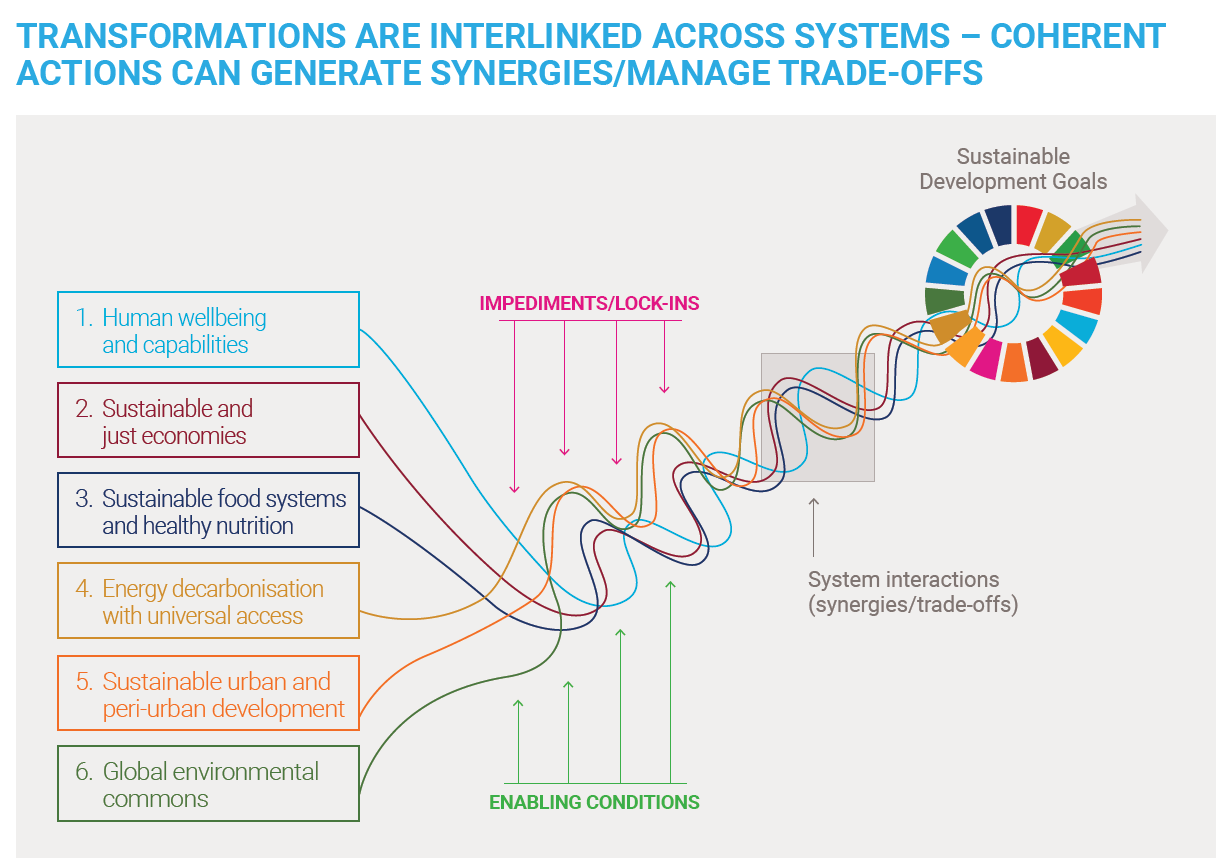 TRANSFORMATIONS ARE INTERLINKED ACROSS SYSTEMS – COHERENT
ACTIONS CAN GENERATE SYNERGIES/MANAGE TRADE-OFFS
Sustainable
Development Goals
IMPEDIMENTS/LOCK-INS
1. Human wellbeing
and capabilities
2. Sustainable and
just economies
3. Sustainable food systems
and healthy nutrition
4. Energy decarbonisation
with universal access
5. Sustainable urban and
peri-urban development
6. Global environmental
commons
System interactions
(synergies/trade-offs)
ENABLING CONDITIONS